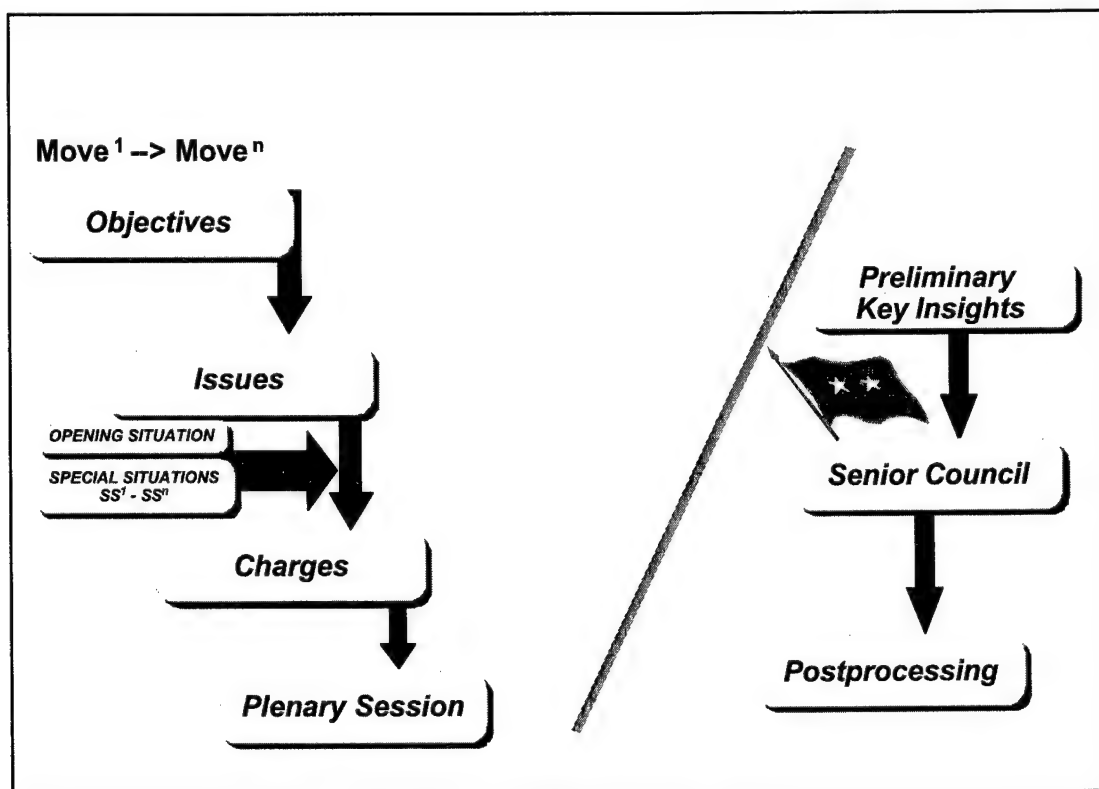 Move ¹ --> Move ⁿ
Objectives
Issues
OPENING SITUATION
SPECIAL SITUATIONS
SS¹ - SSⁿ
Charges
Plenary Session
Preliminary
Key Insights
Senior Council
Postprocessing